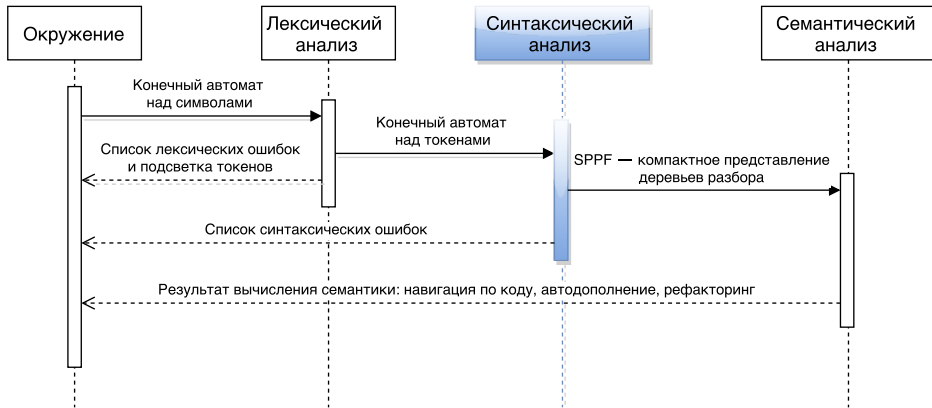 Окружение
Лексический
анализ
Синтаксический
анализ
Семантический
анализ
Конечный автомат
над символами
Конечный автомат
над токенами
Список лексических ошибок
и подсветка токенов
SPPF — компактное представление
деревьев разбора
Список синтаксических ошибок
Результат вычисления семантики: навигация по коду, автодополнение, рефакторинг